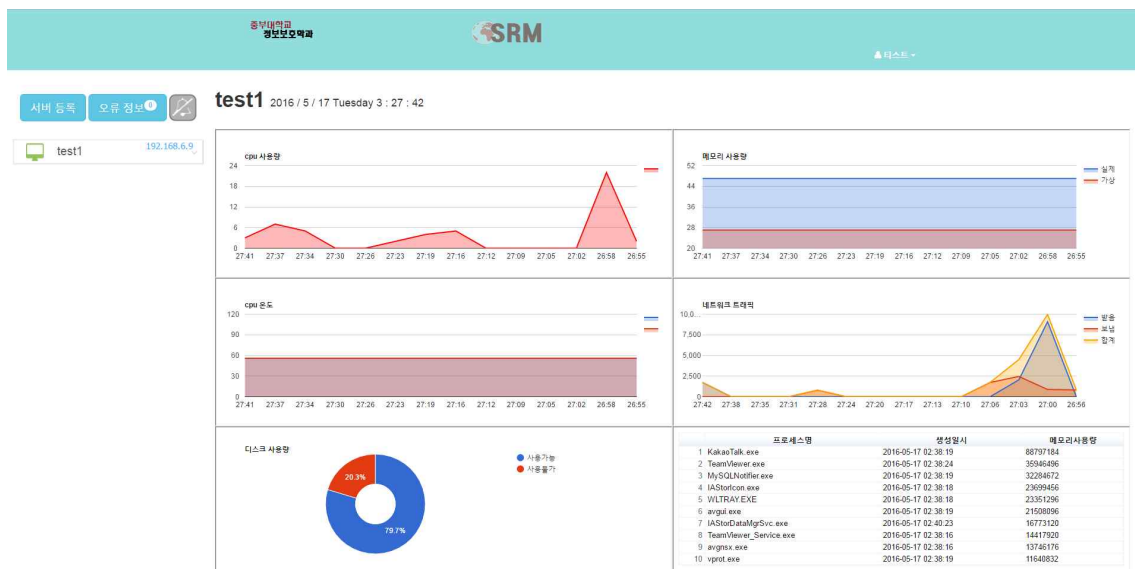 중부대학교
정보보호학과
SRM
테스트
서버 등록
오류 정보 0
test1 2016 / 5 / 17 Tuesday 3 : 27 : 42
test1
192.168.6.9
cpu 사용량
24
18
12
6
0
27:41 27:37 27:34 27:30 27:26 27:23 27:19 27:16 27:12 27:09 27:05 27:02 26:58 26:55
메모리 사용량
52
44
36
28
20
실제
가상
27:41 27:37 27:34 27:30 27:26 27:23 27:19 27:16 27:12 27:09 27:05 27:02 26:58 26:55
cpu 온도
120
90
60
30
0
27:41 27:37 27:34 27:30 27:26 27:23 27:19 27:16 27:12 27:09 27:05 27:02 26:58 26:55
네트워크 트래픽
10,0...
7,500
5,000
2,500
0
받음
보냄
합계
27:42 27:38 27:35 27:31 27:28 27:24 27:20 27:17 27:13 27:10 27:06 27:03 27:00 26:56
디스크 사용량
20.3%
79.7%
사용가능
사용불가
프로세스명 생성일시 메모리사용량
1 KakaoTalk.exe 2016-05-17 02:38:19 88797184
2 TeamViewer.exe 2016-05-17 02:38:24 35946496
3 MySQLNotifier.exe 2016-05-17 02:38:19 32284672
4 IAStorIcon.exe 2016-05-17 02:38:18 23699456
5 WLTRAY.EXE 2016-05-17 02:38:18 23351296
6 avgui.exe 2016-05-17 02:38:19 21508096
7 IAStorDataMgrSvc.exe 2016-05-17 02:40:23 16773120
8 TeamViewer_Service.exe 2016-05-17 02:38:16 14417920
9 avgnsx.exe 2016-05-17 02:38:16 13746176
10 vprot.exe 2016-05-17 02:38:19 11640832